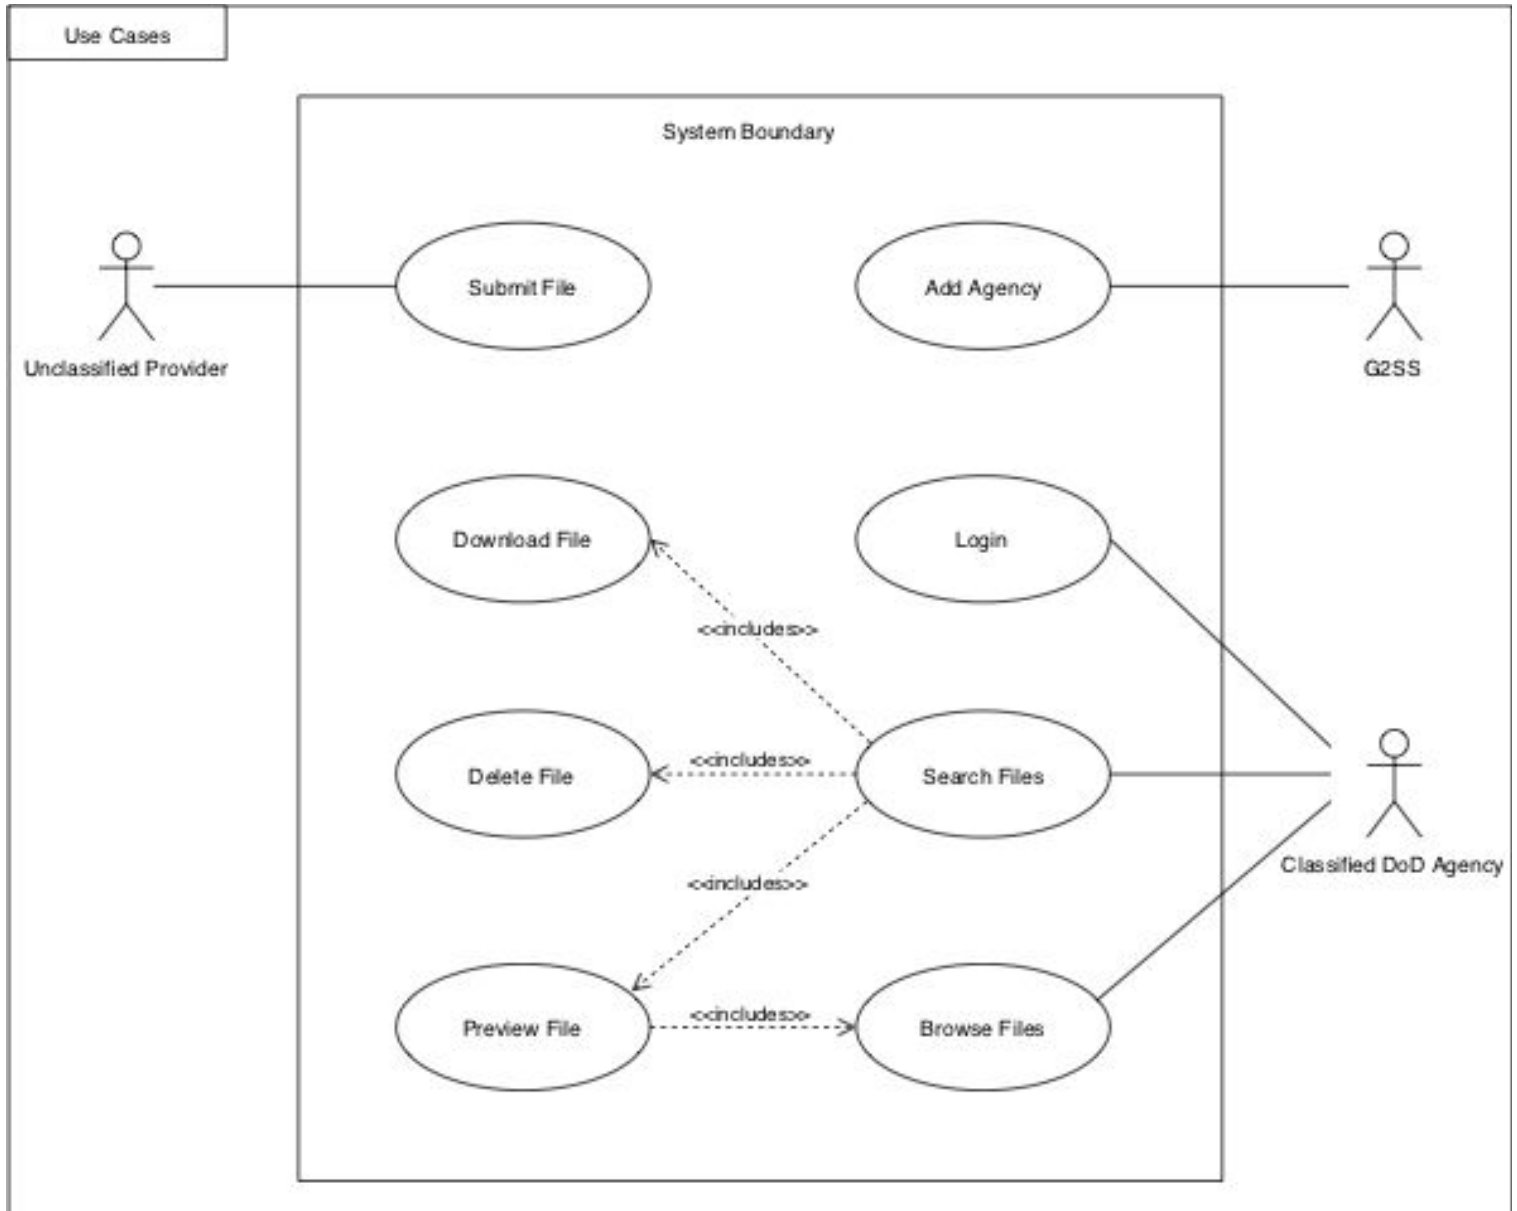 Use Cases
System Boundary
Submit File
Add Agency
Unclassified Provider
G2SS
Download File
Login
<<includes>>
<<includes>>
Delete File
Search Files
Classified DoD Agency
<<includes>>
<<includes>>
Preview File
Browse Files